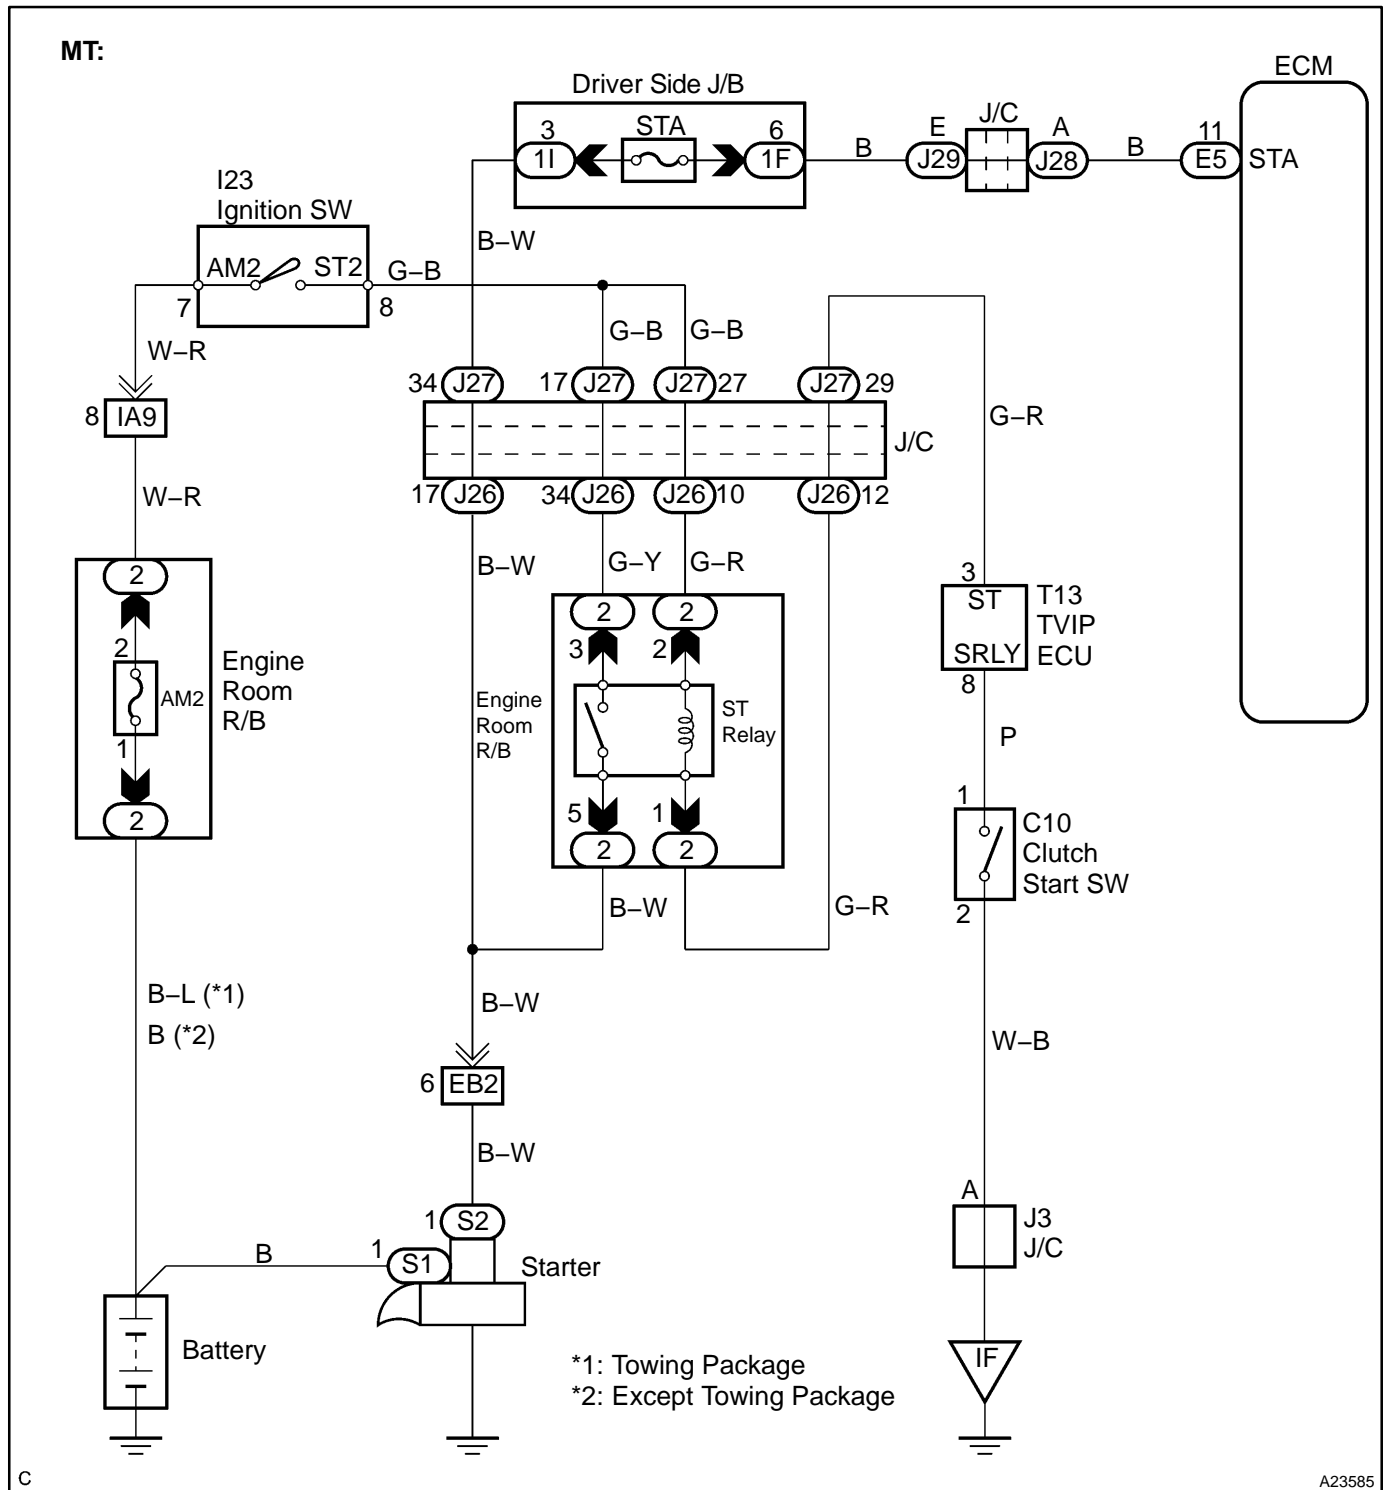 MT:
ECM
Driver Side J/B
3
STA
6
1I
1F
B
E
J/C
A
J29
J28
B
11
E5
STA
I23
Ignition SW
AM2
ST2
7
8
G–B
B–W
G–B
G–B
W–R
8
IA9
34
J27
17
J27
J27
27
J27
29
G–R
J/C
17
J26
34
J26
J26
10
J26
12
W–R
B–W
G–Y
G–R
2
2
AM2
1
2
Engine
Room
R/B
2
2
3
2
Engine
Room
R/B
ST
Relay
5
1
2
2
3
ST
SRLY
8
T13
TVIP
ECU
P
1
C10
Clutch
Start SW
2
B–W
G–R
B–L (*1)
B (*2)
B–W
W–B
6
EB2
B–W
1
S2
B
1
S1
Starter
A
J3
J/C
Battery
IF
*1: Towing Package
*2: Except Towing Package
C
A23585